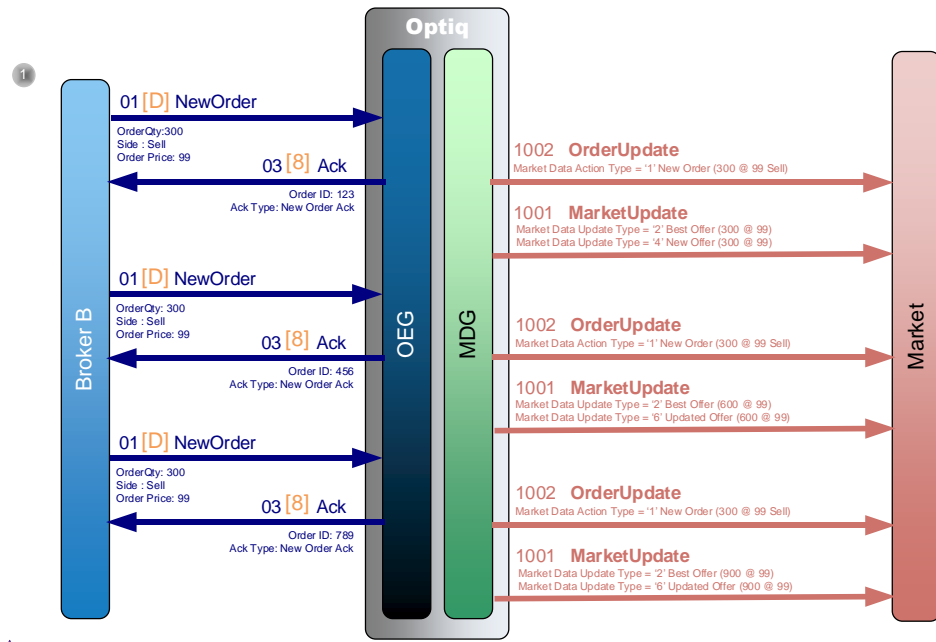 Optiq
1
01 [D] NewOrder
OrderQty:300
Side : Sell
Order Price: 99
03 [8] Ack
Order ID: 123
Ack Type: New Order Ack
1002 OrderUpdate
Market Data Action Type = '1' New Order (300 @ 99 Sell)
1001 MarketUpdate
Market Data Update Type = '2' Best Offer (300 @ 99)
Market Data Update Type = '4' New Offer (300 @ 99)
01 [D] NewOrder
OrderQty: 300
Side : Sell
Order Price: 99
03 [8] Ack
Order ID: 456
Ack Type: New Order Ack
1002 OrderUpdate
Market Data Action Type = '1' New Order (300 @ 99 Sell)
1001 MarketUpdate
Market Data Update Type = '2' Best Offer (600 @ 99)
Market Data Update Type = '6' Updated Offer (600 @ 99)
01 [D] NewOrder
OrderQty: 300
Side : Sell
Order Price: 99
03 [8] Ack
Order ID: 789
Ack Type: New Order Ack
1002 OrderUpdate
Market Data Action Type = '1' New Order (300 @ 99 Sell)
1001 MarketUpdate
Market Data Update Type = '2' Best Offer (900 @ 99)
Market Data Update Type = '6' Updated Offer (900 @ 99)
Broker B
OEG
MDG
Market